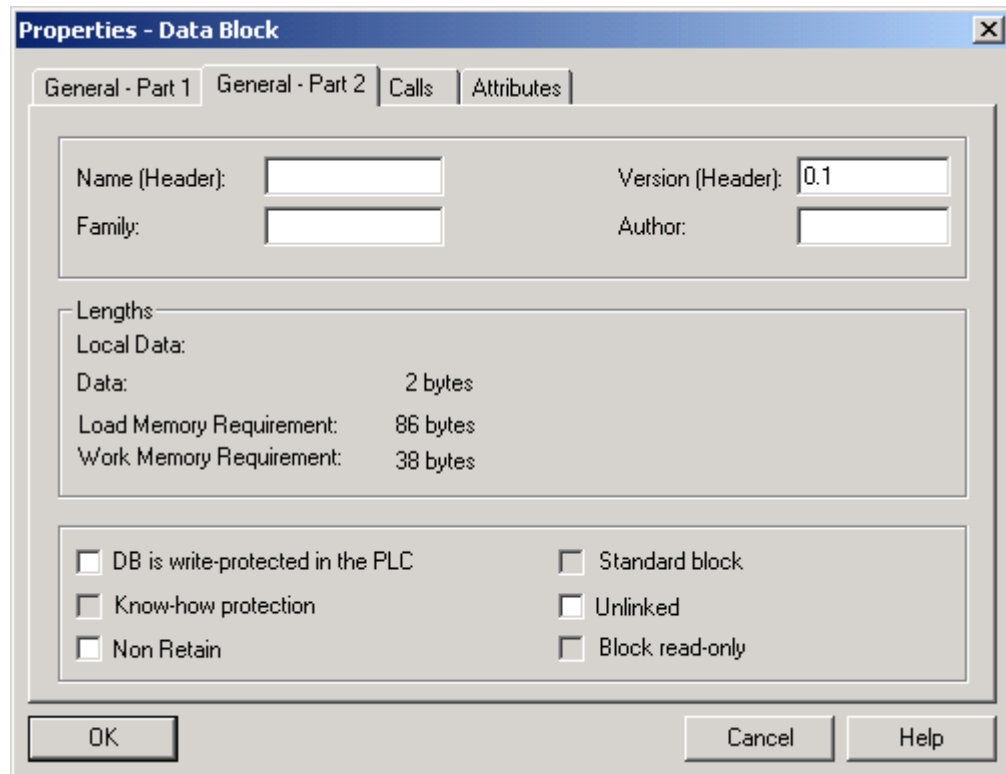 Properties - Data Block
General - Part 1 General - Part 2 Calls Attributes
Name (Header): Version (Header): 0.1
Family: Author:
Lengths
Local Data:
Data: 2 bytes
Load Memory Requirement: 86 bytes
Work Memory Requirement: 38 bytes
DB is write-protected in the PLC Standard block
Know-how protection Unlinked
Non Retain Block read-only
OK Cancel Help